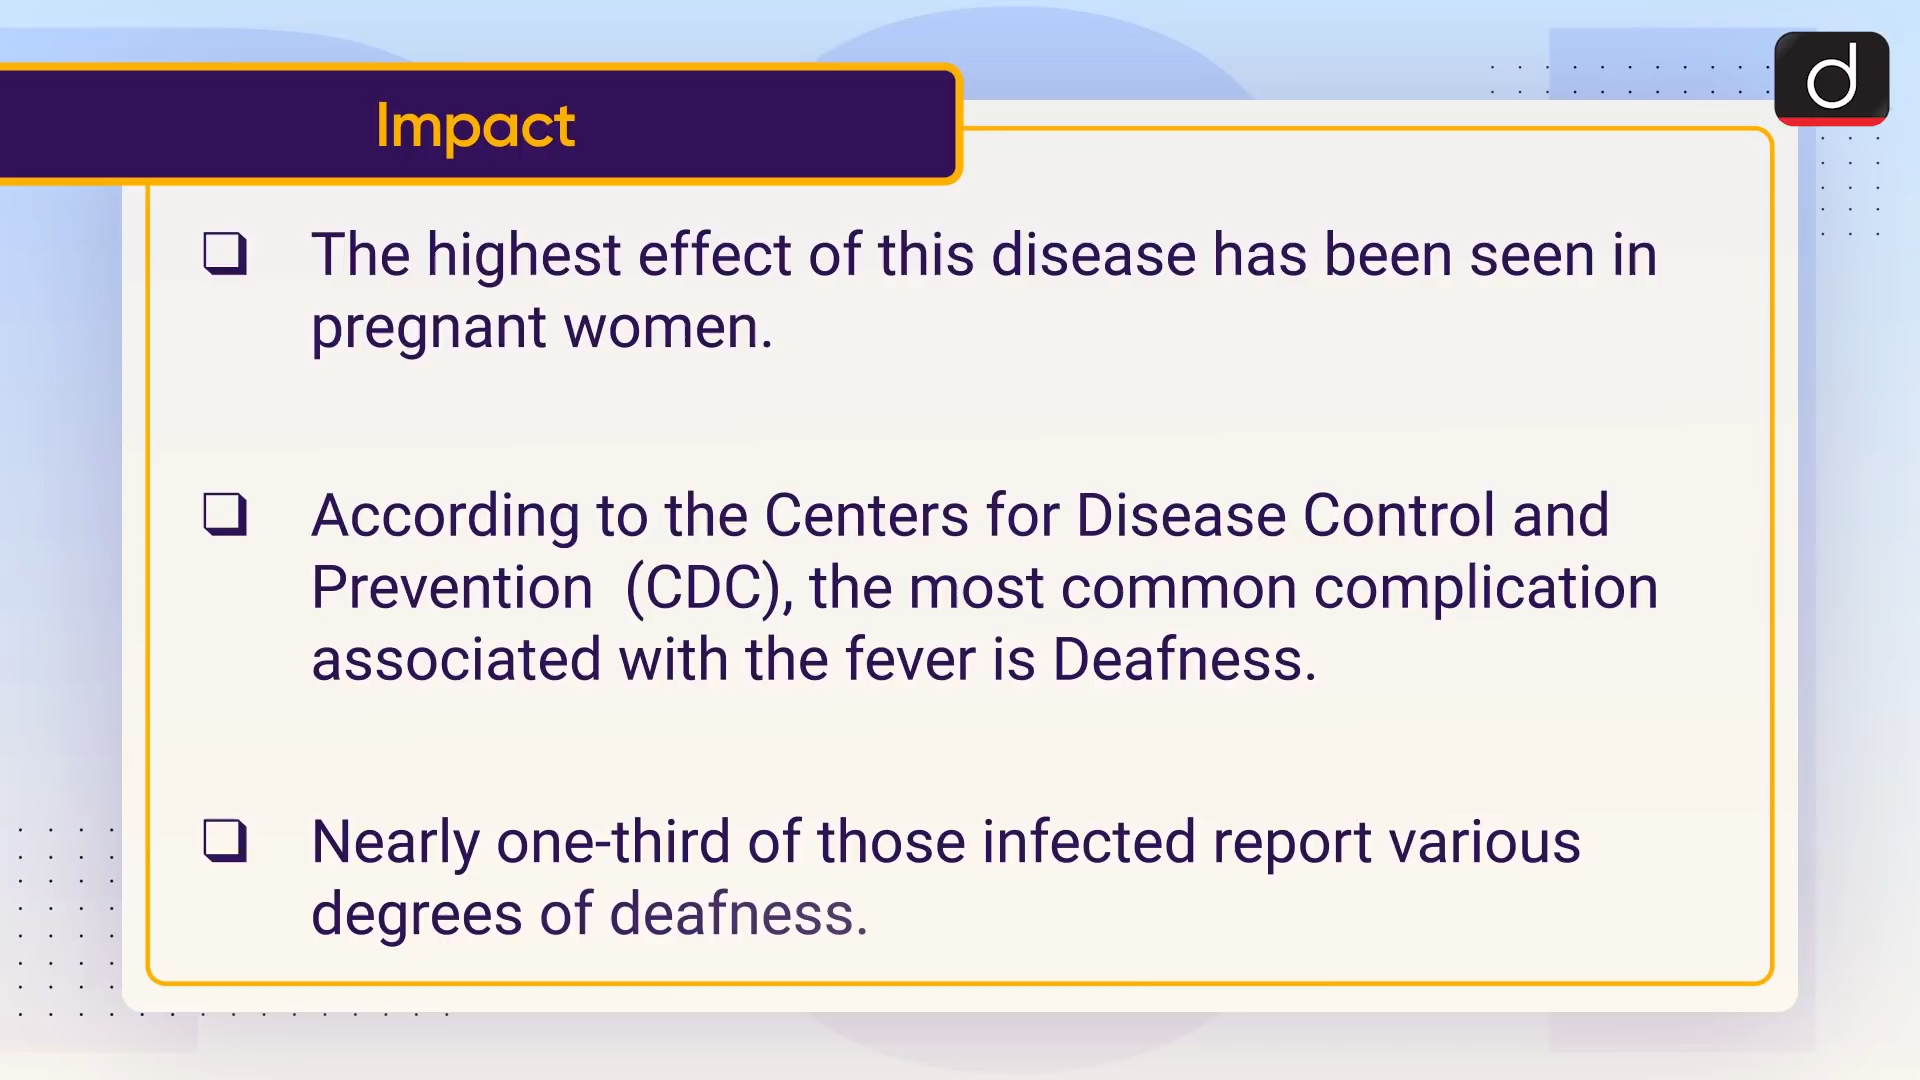 Impact
d
❑ The highest effect of this disease has been seen in
pregnant women.
❑ According to the Centers for Disease Control and
Prevention  (CDC), the most common complication
associated with the fever is Deafness.
❑ Nearly one-third of those infected report various
degrees of deafness.